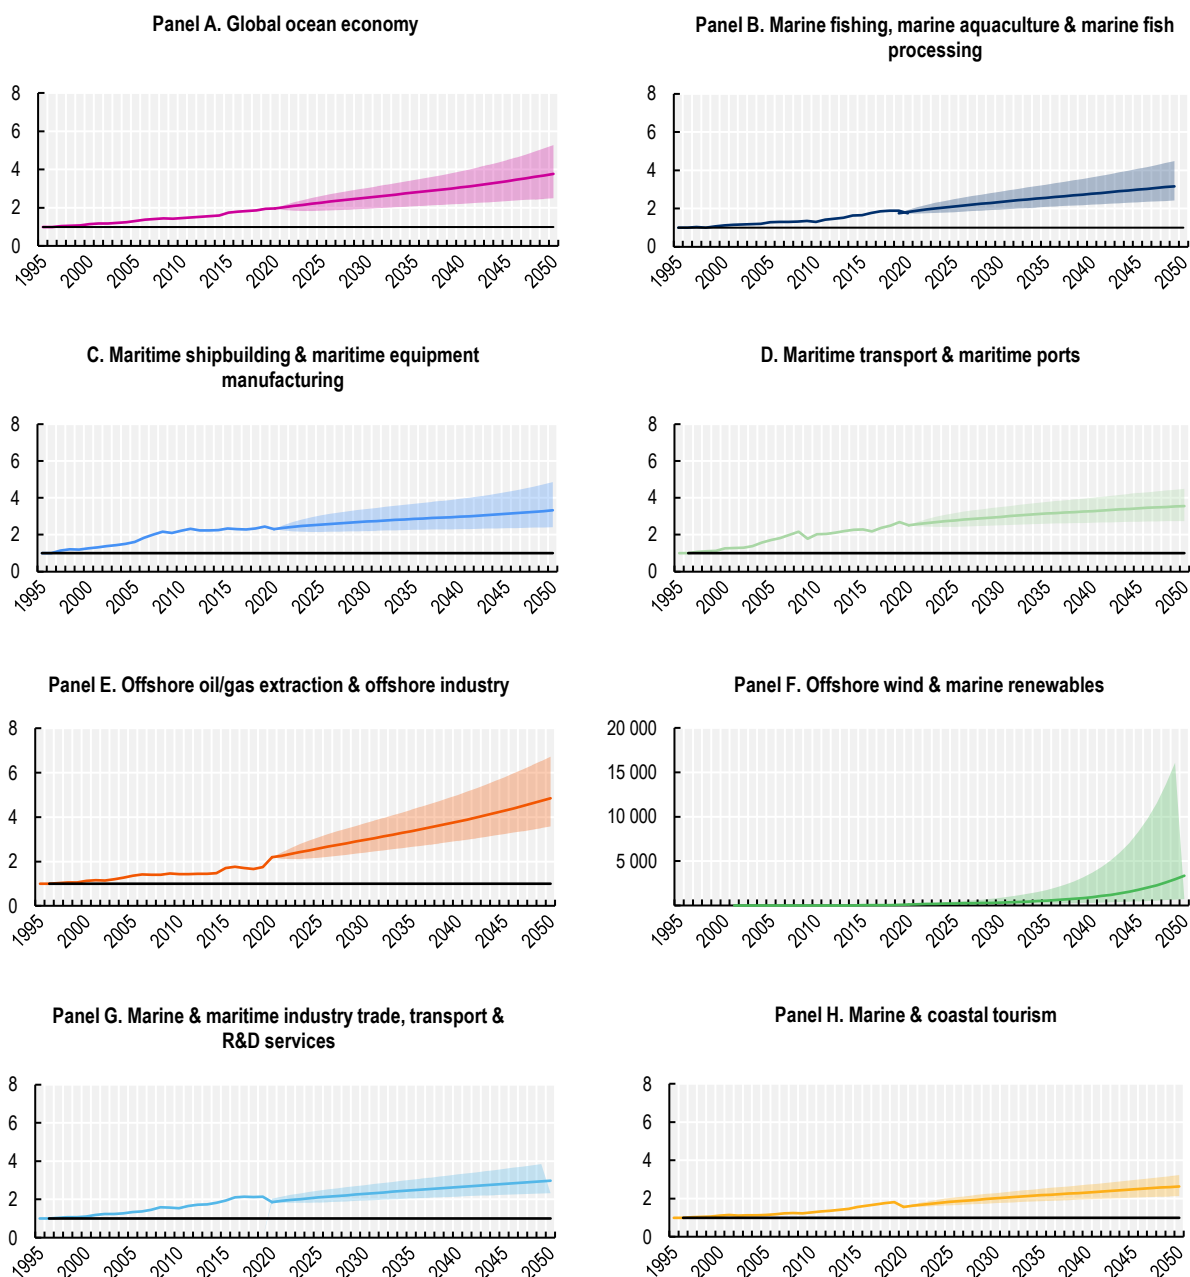 Panel A. Global ocean economy
8
6
4
2
0
1995 2000 2005 2010 2015 2020 2025 2030 2035 2040 2045 2050
Panel B. Marine fishing, marine aquaculture & marine fish
processing
8
6
4
2
0
1995 2000 2005 2010 2015 2020 2025 2030 2035 2040 2045 2050
C. Maritime shipbuilding & maritime equipment
manufacturing
8
6
4
2
0
1995 2000 2005 2010 2015 2020 2025 2030 2035 2040 2045 2050
D. Maritime transport & maritime ports
8
6
4
2
0
1995 2000 2005 2010 2015 2020 2025 2030 2035 2040 2045 2050
Panel E. Offshore oil/gas extraction & offshore industry
8
6
4
2
0
1995 2000 2005 2010 2015 2020 2025 2030 2035 2040 2045 2050
Panel F. Offshore wind & marine renewables
20 000
15 000
10 000
5 000
1995 2000 2005 2010 2015 2020 2025 2030 2035 2040 2045 2050
Panel G. Marine & maritime industry trade, transport &
R&D services
8
6
4
2
0
1995 2000 2005 2010 2015 2020 2025 2030 2035 2040 2045 2050
Panel H. Marine & coastal tourism
8
6
4
2
0
1995 2000 2005 2010 2015 2020 2025 2030 2035 2040 2045 2050